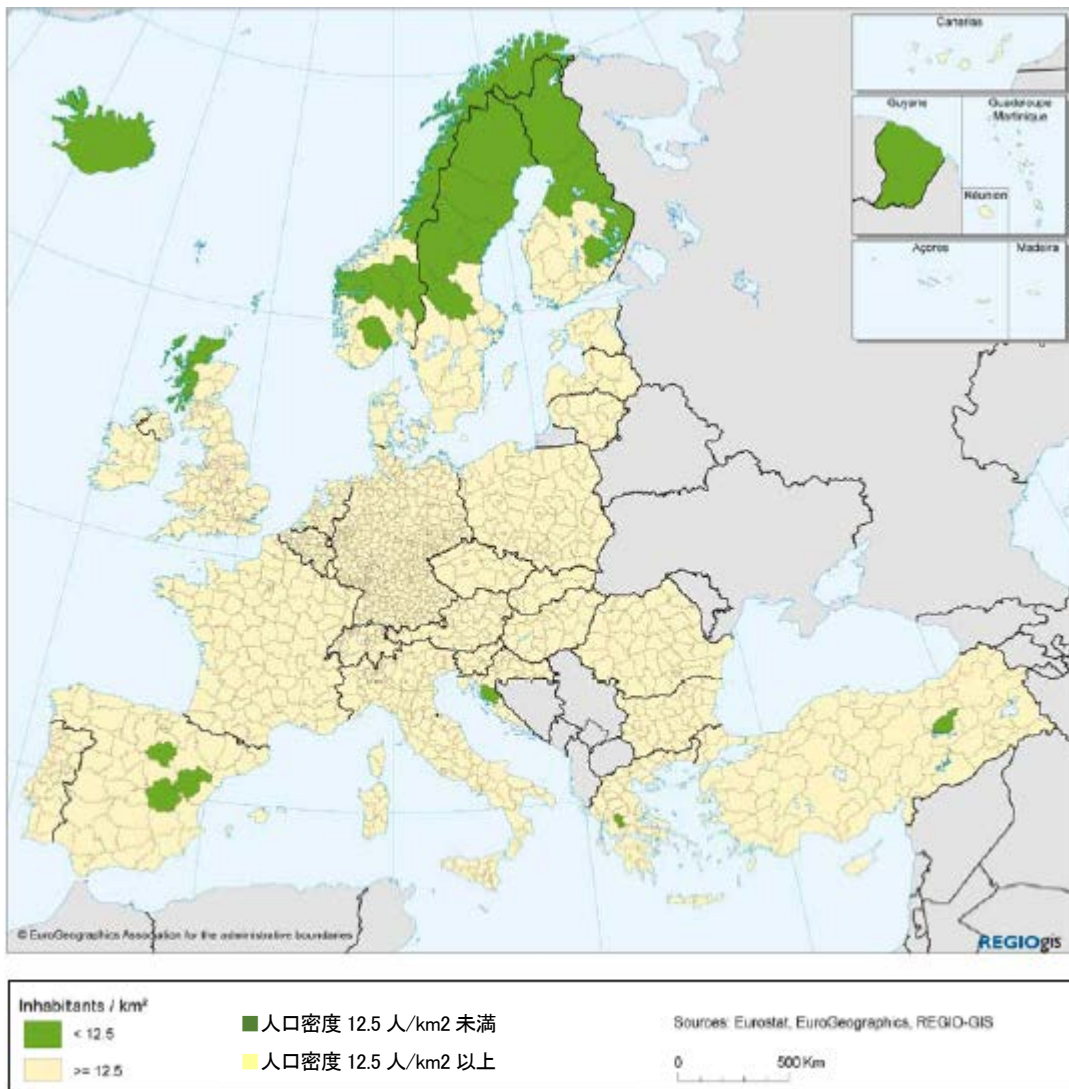 Canarias
Guyane
Guadeloupe
Martinique
Réunion
Açores
Madeira
© EuroGeographics Association for the administrative boundaries
REGIOgis
Inhabitants / km²
< 12.5
>= 12.5
■人口密度 12.5 人/km2 未満
■人口密度 12.5 人/km2 以上
Sources: Eurostat, EuroGeographics, REGIO-GIS
0 500 Km